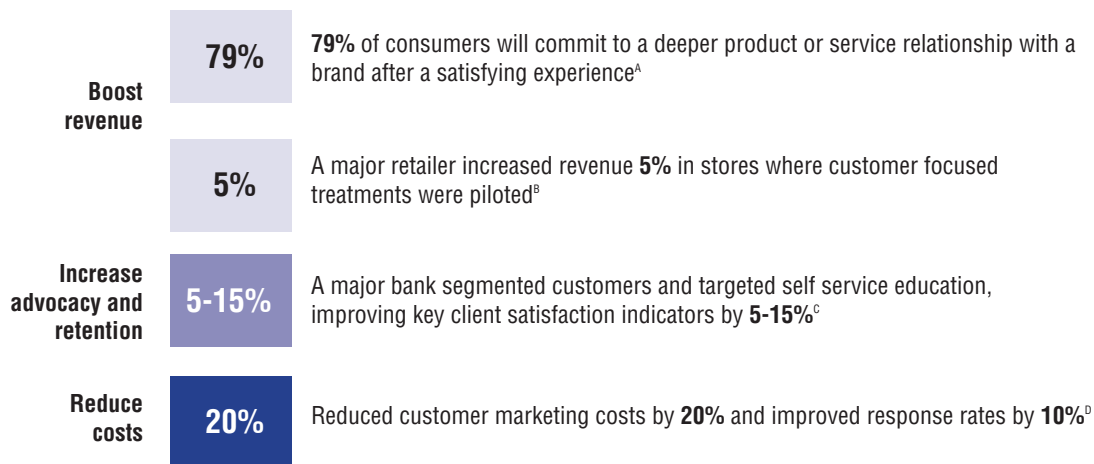 Boost
revenue
79%
79% of consumers will commit to a deeper product or service relationship with a
brand after a satisfying experienceᴬ
5%
A major retailer increased revenue 5% in stores where customer focused
treatments were pilotedᴮ
Increase
advocacy and
retention
5-15%
A major bank segmented customers and targeted self service education,
improving key client satisfaction indicators by 5-15%ᶜ
Reduce
costs
20%
Reduced customer marketing costs by 20% and improved response rates by 10%ᴰ